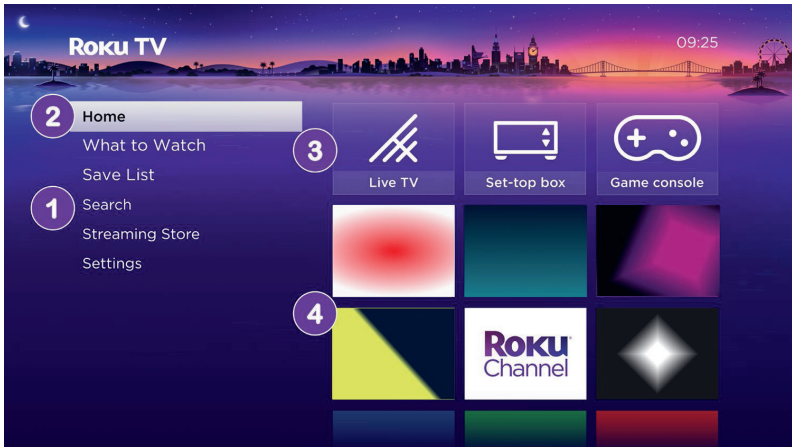 Roku TV
09:25
2
Home
What to Watch
Save List
1
Search
Streaming Store
Settings
3
Live TV
Set-top box
Game console
4
Roku
Channel